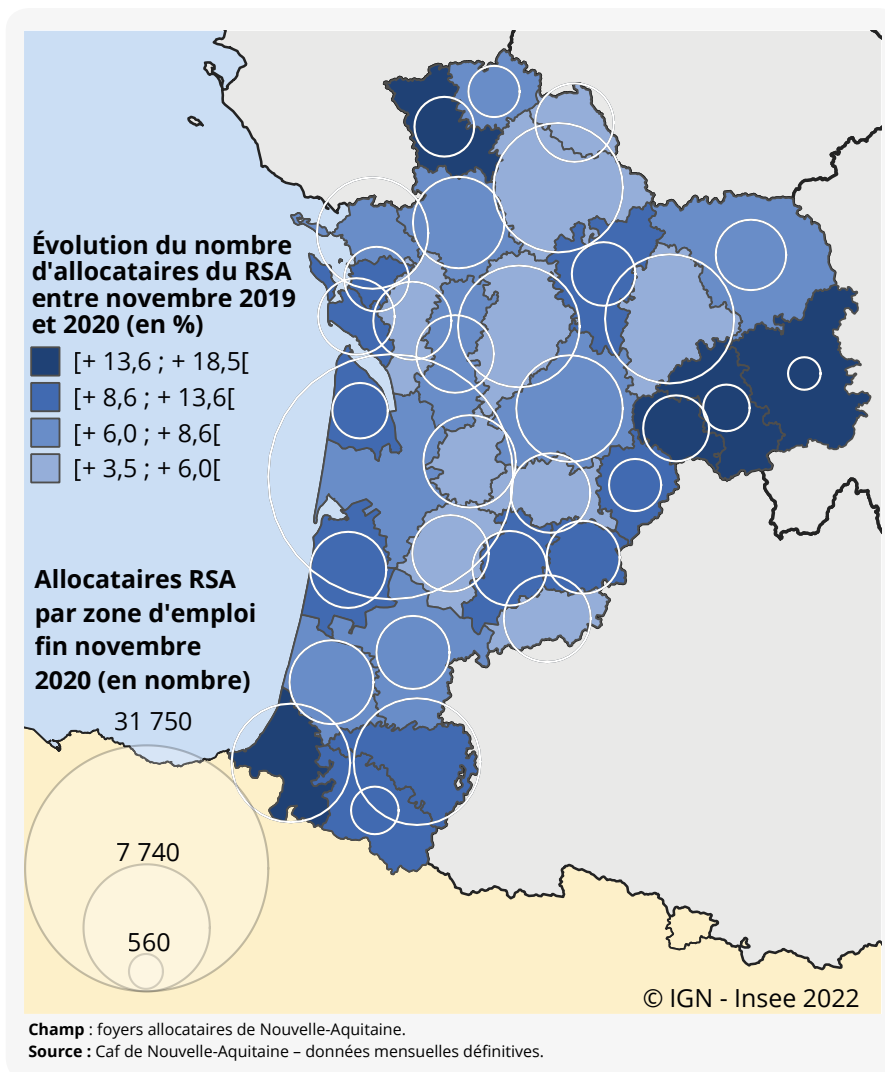 Évolution du nombre
d'allocataires du RSA
entre novembre 2019
et 2020 (en %)
[+ 13,6 ; + 18,5[
[+ 8,6 ; + 13,6[
[+ 6,0 ; + 8,6[
[+ 3,5 ; + 6,0[
Allocataires RSA
par zone d'emploi
fin novembre
2020 (en nombre)
31 750
7 740
560
© IGN - Insee 2022
Champ : foyers allocataires de Nouvelle-Aquitaine.
Source : Caf de Nouvelle-Aquitaine – données mensuelles définitives.